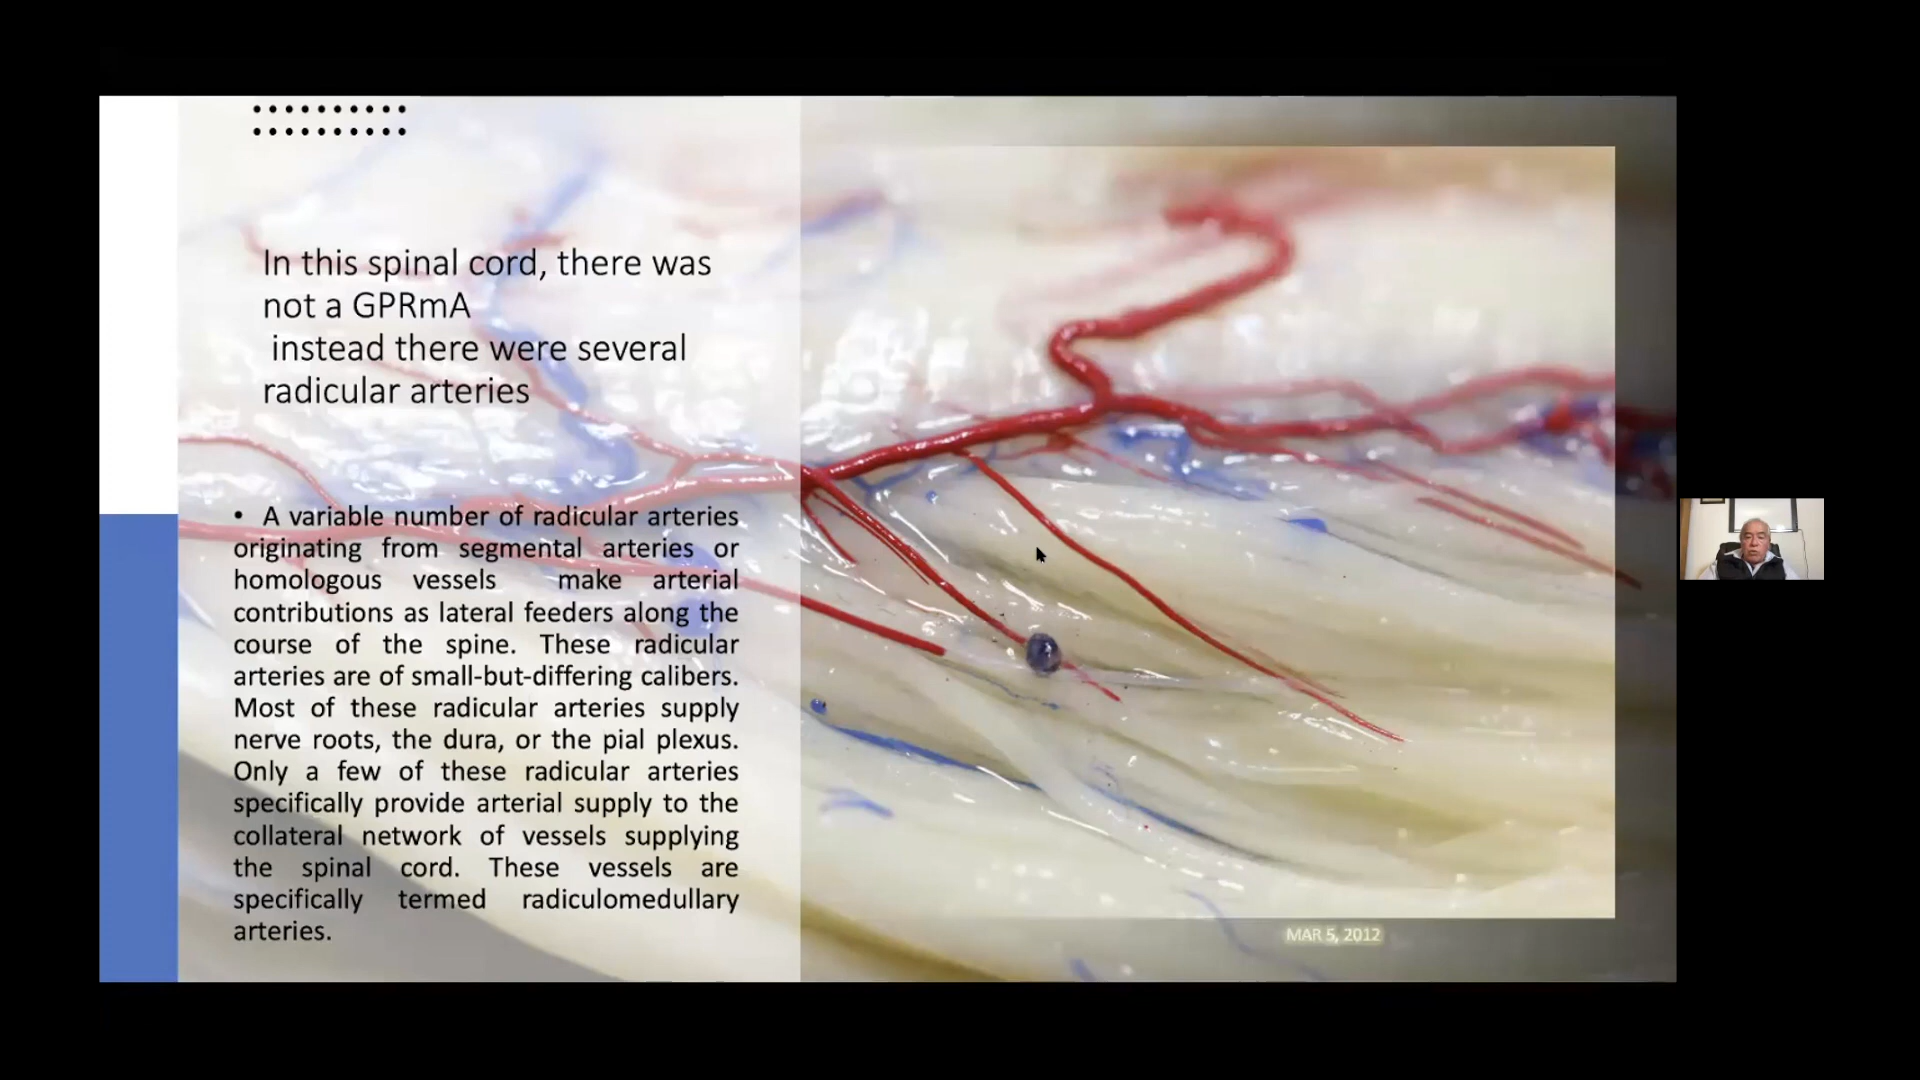 In this spinal cord, there was
not a GPRmA
instead there were several
radicular arteries
• A variable number of radicular arteries
originating from segmental arteries or
homologous vessels make arterial
contributions as lateral feeders along the
course of the spine. These radicular
arteries are of small-but-differing calibers.
Most of these radicular arteries supply
nerve roots, the dura, or the pial plexus.
Only a few of these radicular arteries
specifically provide arterial supply to the
collateral network of vessels supplying
the spinal cord. These vessels are
specifically termed radiculomedullary
arteries.
MAR 5, 2012